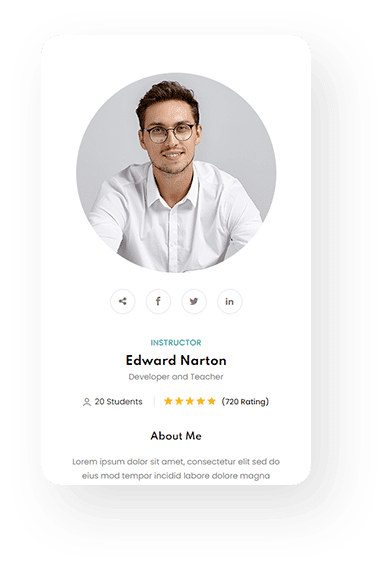 INSTRUCTOR
Edward Narton
Developer and Teacher
20 Students (720 Rating)
About Me
Lorem ipsum dolor sit amet, consectetur elit sed do
eius mod tempor incidid labore dolore magna